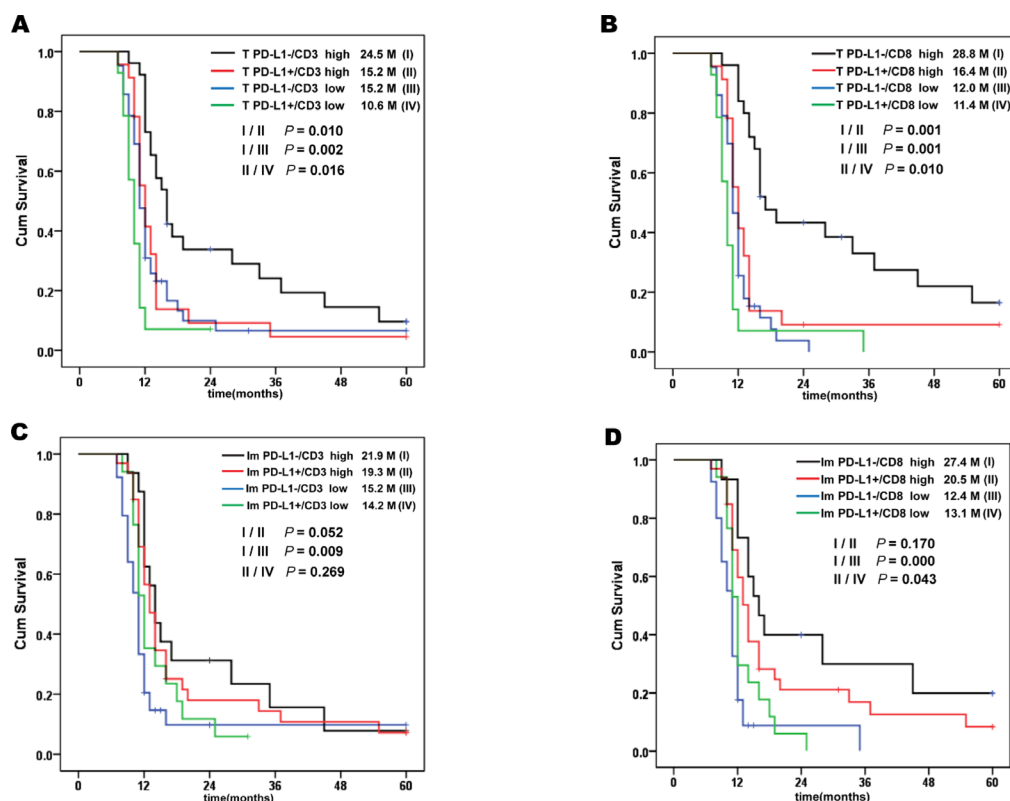 A
T PD-L1-/CD3 high 24.5 M (I)
T PD-L1+/CD3 high 15.2 M (II)
T PD-L1-/CD3 low 15.2 M (III)
T PD-L1+/CD3 low 10.6 M (IV)
I / II P = 0.010
I / III P = 0.002
II / IV P = 0.016
Cum Survival
1.0
0.8
0.6
0.4
0.2
0.0
0 12 24 36 48 60
time(months)
B
T PD-L1-/CD8 high 28.8 M (I)
T PD-L1+/CD8 high 16.4 M (II)
T PD-L1-/CD8 low 12.0 M (III)
T PD-L1+/CD8 low 11.4 M (IV)
I / II P = 0.001
I / III P = 0.001
II / IV P = 0.010
Cum Survival
1.0
0.8
0.6
0.4
0.2
0.0
0 12 24 36 48 60
time(months)
C
Im PD-L1-/CD3 high 21.9 M (I)
Im PD-L1+/CD3 high 19.3 M (II)
Im PD-L1-/CD3 low 15.2 M (III)
Im PD-L1+/CD3 low 14.2 M (IV)
I / II P = 0.052
I / III P = 0.009
II / IV P = 0.269
Cum Survival
1.0
0.8
0.6
0.4
0.2
0.0
0 12 24 36 48 60
time(months)
D
Im PD-L1-/CD8 high 27.4 M (I)
Im PD-L1+/CD8 high 20.5 M (II)
Im PD-L1-/CD8 low 12.4 M (III)
Im PD-L1+/CD8 low 13.1 M (IV)
I / II P = 0.170
I / III P = 0.000
II / IV P = 0.043
Cum Survival
1.0
0.8
0.6
0.4
0.2
0.0
0 12 24 36 48 60
time(months)